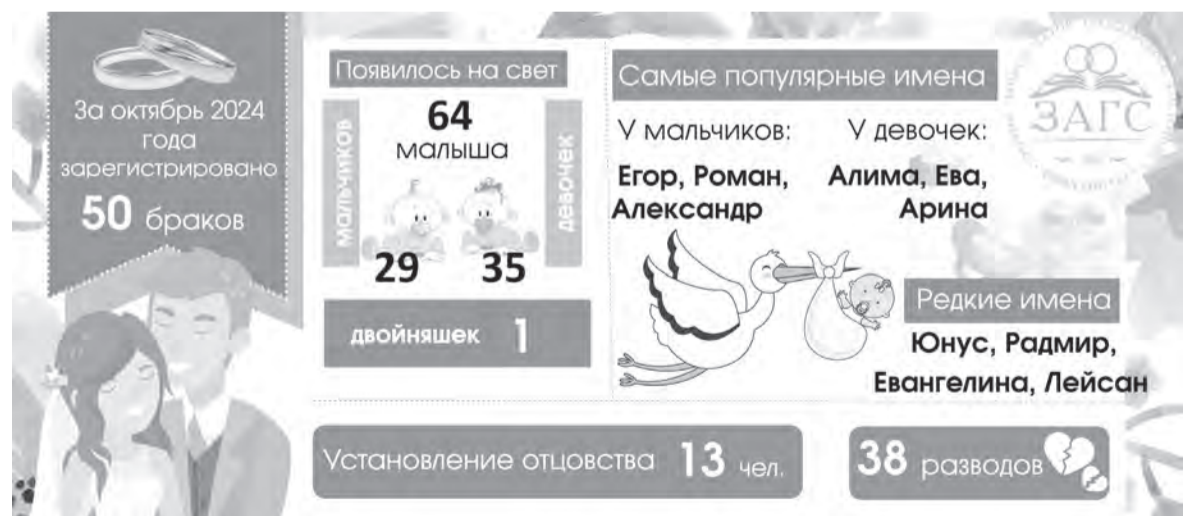 За октябрь 2024
года
зарегистрировано
50 браков
Появилось на свет
64
малыша
мальчиков
девочек
29 35
двойняшек 1
Самые популярные имена
У мальчиков:
Егор, Роман,
Александр
У девочек:
Алима, Ева,
Арина
ЗАГС
Редкие имена
Юнус, Радмир,
Евангелина, Лейсан
Установление отцовства 13 чел.
38 разводов